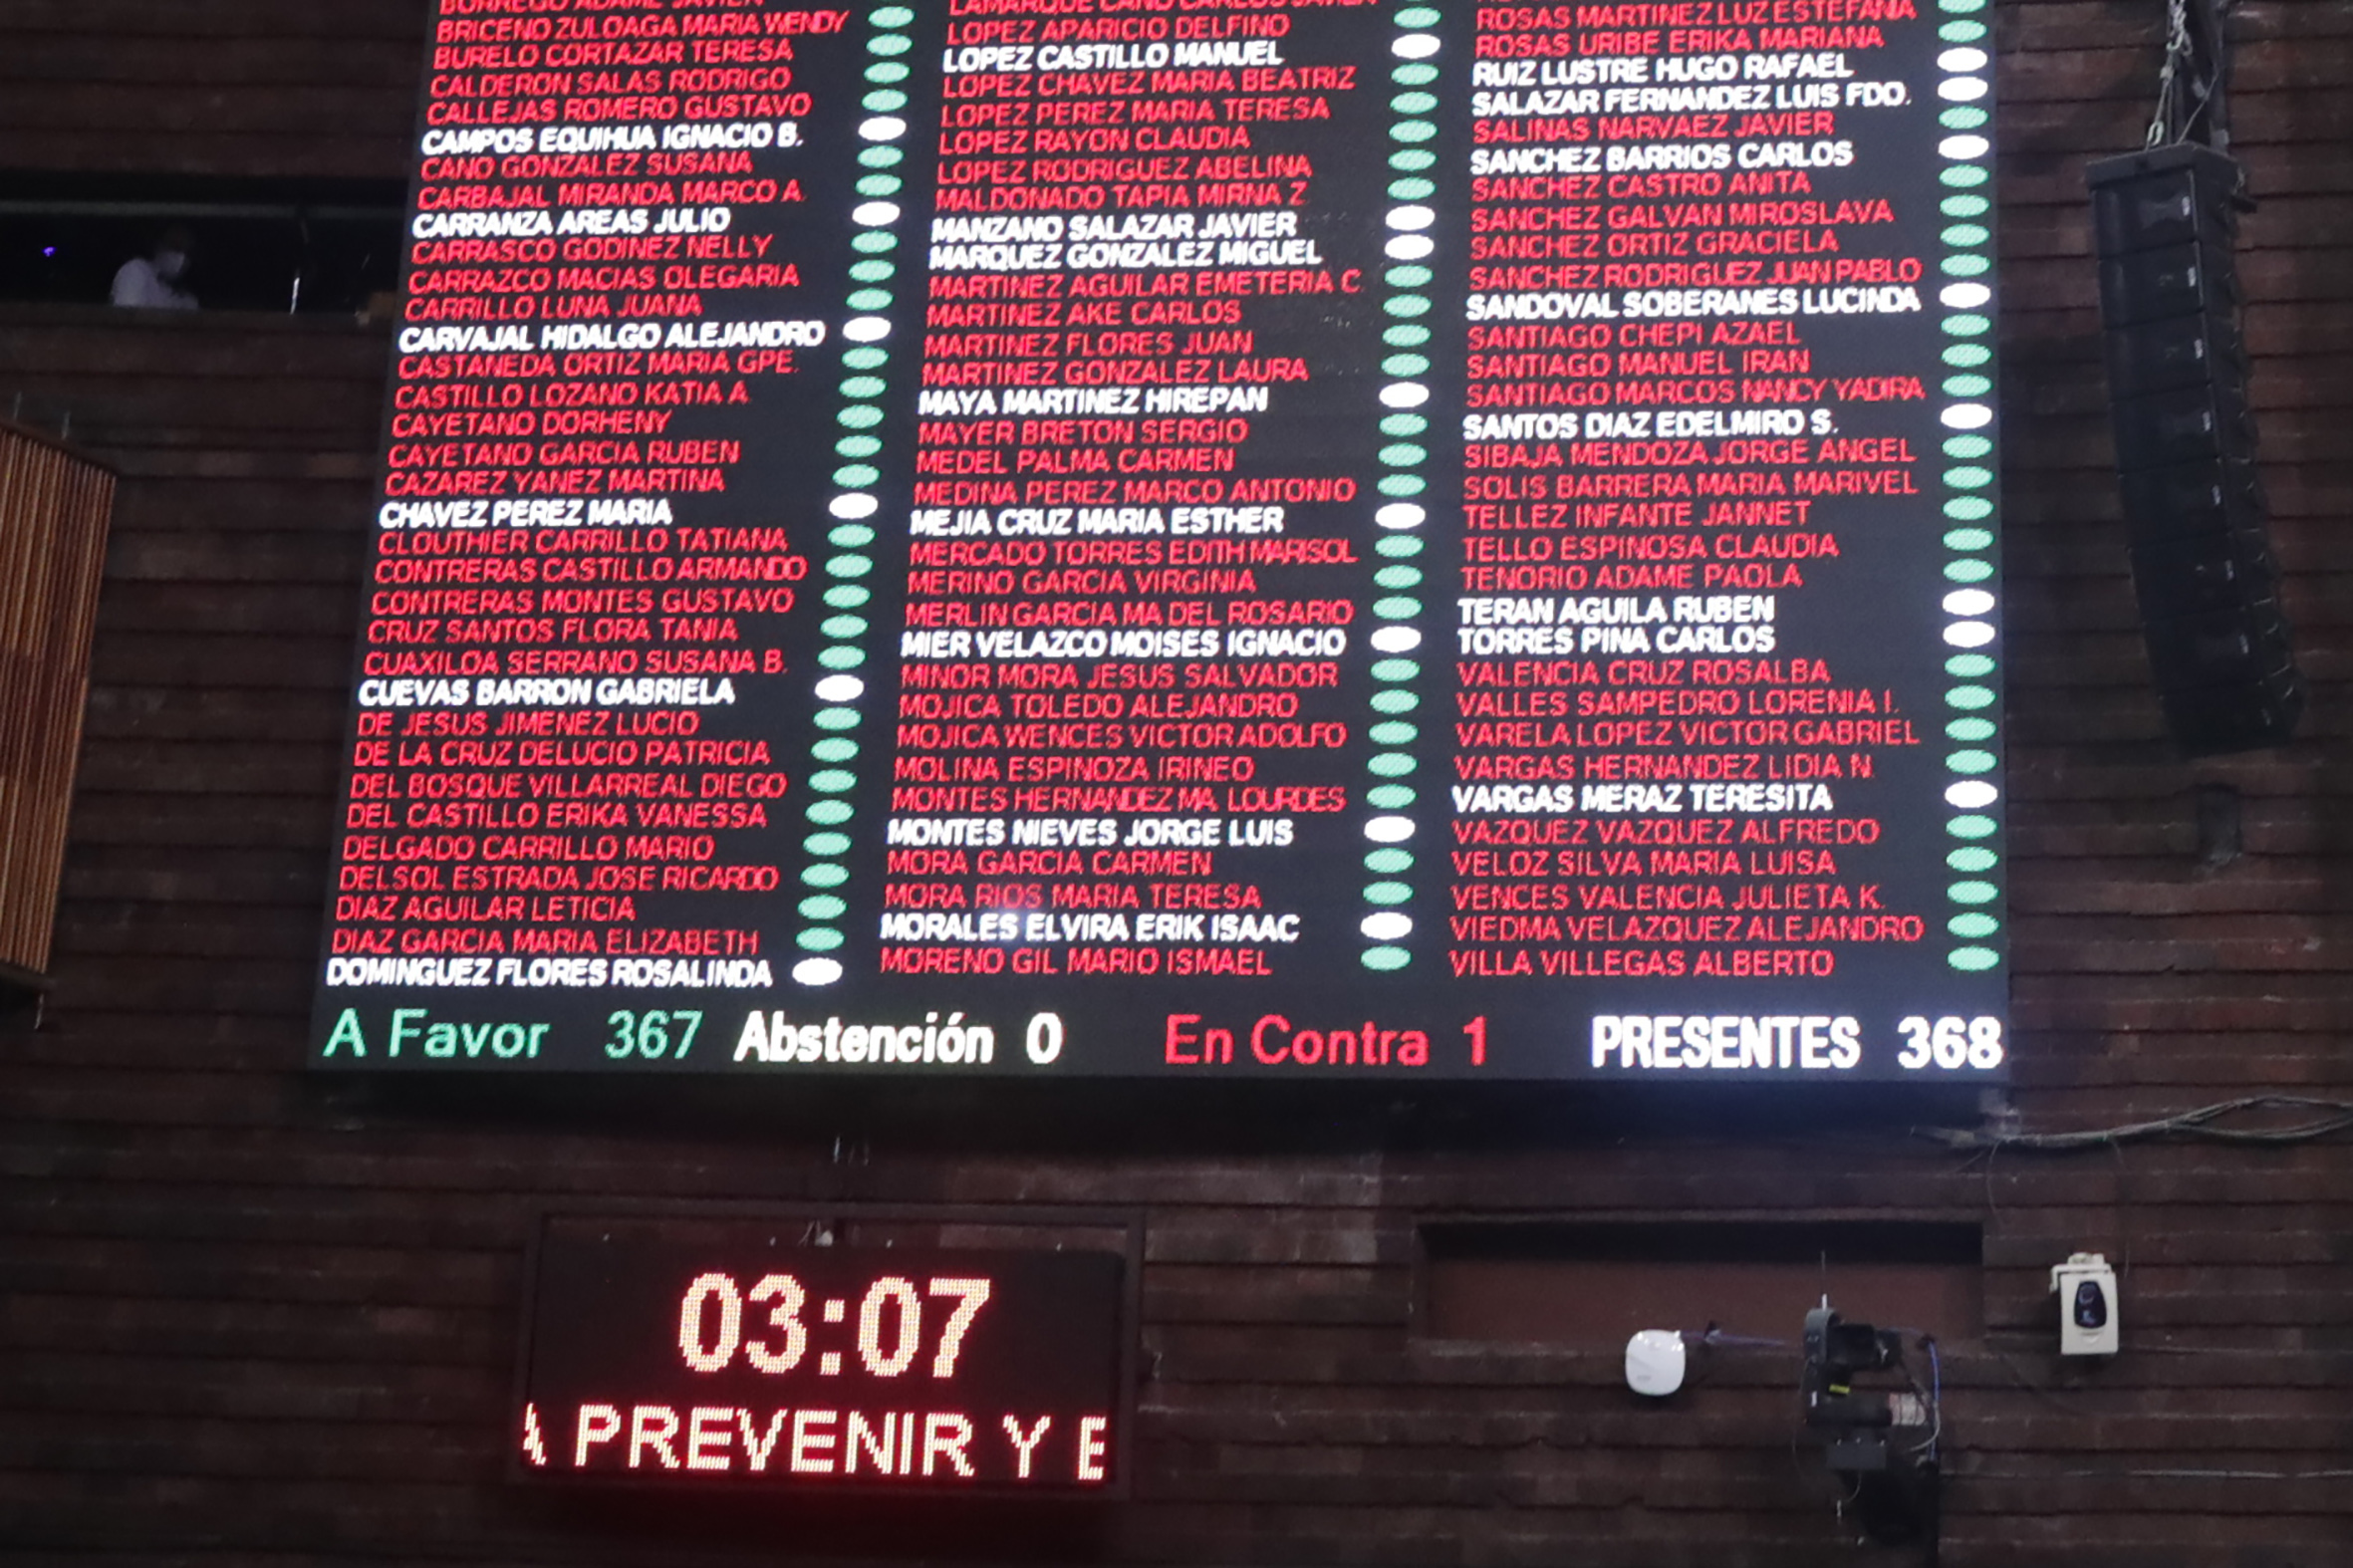 BORREGO ADAME JAVIER
BRICENO ZULOAGA MARIA WENDY
BURELO CORTAZAR TERESA
CALDERON SALAS RODRIGO
CALLEJAS ROMERO GUSTAVO
CAMPOS EQUIHUA IGNACIO B.
CANO GONZALEZ SUSANA
CARBAJAL MIRANDA MARCO A.
CARRANZA AREAS JULIO
CARRASCO GODINEZ NELLY
CARRAZCO MACIAS OLEGARIA
CARRILLO LUNA JUANA
CARVAJAL HIDALGO ALEJANDRO
CASTANEDA ORTIZ MARIA GPE.
CASTILLO LOZANO KATIA A.
CAYETANO DORHENY
CAYETANO GARCIA RUBEN
CAZAREZ YANEZ MARTINA
CHAVEZ PEREZ MARIA
CLOUTHIER CARRILLO TATIANA
CONTRERAS CASTILLO ARMANDO
CONTRERAS MONTES GUSTAVO
CRUZ SANTOS FLORA TANIA
CUAXILOA SERRANO SUSANA B.
CUEVAS BARRON GABRIELA
DE JESUS JIMENEZ LUCIO
DE LA CRUZ DELUCIO PATRICIA
DEL BOSQUE VILLARREAL DIEGO
DEL CASTILLO ERIKA VANESSA
DELGADO CARRILLO MARIO
DELSOL ESTRADA JOSE RICARDO
DIAZ AGUILAR LETICIA
DIAZ GARCIA MARIA ELIZABETH
DOMINGUEZ FLORES ROSALINDA
LAMARQUE CANO CARLOS JAVIER
LOPEZ APARICIO DELFINO
LOPEZ CASTILLO MANUEL
LOPEZ CHAVEZ MARIA BEATRIZ
LOPEZ PEREZ MARIA TERESA
LOPEZ RAYON CLAUDIA
LOPEZ RODRIGUEZ ABELINA
MALDONADO TAPIA MIRNA Z.
MANZANO SALAZAR JAVIER
MARQUEZ GONZALEZ MIGUEL
MARTINEZ AGUILAR EMETERIA C.
MARTINEZ AKE CARLOS
MARTINEZ FLORES JUAN
MARTINEZ GONZALEZ LAURA
MAYA MARTINEZ HIREPAN
MAYER BRETON SERGIO
MEDEL PALMA CARMEN
MEDINA PEREZ MARCO ANTONIO
MEJIA CRUZ MARIA ESTHER
MERCADO TORRES EDITH MARISOL
MERINO GARCIA VIRGINIA
MERLIN GARCIA MA DEL ROSARIO
MIER VELAZCO MOISES IGNACIO
MINOR MORA JESUS SALVADOR
MOJICA TOLEDO ALEJANDRO
MOJICA WENCES VICTOR ADOLFO
MOLINA ESPINOZA IRINEO
MONTES HERNANDEZ MA. LOURDES
MONTES NIEVES JORGE LUIS
MORA GARCIA CARMEN
MORA RIOS MARIA TERESA
MORALES ELVIRA ERIK ISAAC
MORENO GIL MARIO ISMAEL
ROSAS MARTINEZ LUZ ESTEFANA
ROSAS URIBE ERIKA MARIANA
RUIZ LUSTRE HUGO RAFAEL
SALAZAR FERNANDEZ LUIS FDO.
SALINAS NARVAEZ JAVIER
SANCHEZ BARRIOS CARLOS
SANCHEZ CASTRO ANITA
SANCHEZ GALVAN MIROSLAVA
SANCHEZ ORTIZ GRACIELA
SANCHEZ RODRIGUEZ JUAN PABLO
SANDOVAL SOBERANES LUCINDA
SANTIAGO CHEPI AZAEL
SANTIAGO MANUEL IRAN
SANTIAGO MARCOS NANCY YADIRA
SANTOS DIAZ EDELMIRO S.
SIBAJA MENDOZA JORGE ANGEL
SOLIS BARRERA MARIA MARIVEL
TELLEZ INFANTE JANNET
TELLO ESPINOSA CLAUDIA
TENORIO ADAME PAOLA
TERAN AGUILA RUBEN
TORRES PINA CARLOS
VALENCIA CRUZ ROSALBA
VALLES SAMPEDRO LORENIA I.
VARELA LOPEZ VICTOR GABRIEL
VARGAS HERNANDEZ LIDIA N.
VARGAS MERAZ TERESITA
VAZQUEZ VAZQUEZ ALFREDO
VELOZ SILVA MARIA LUISA
VENCES VALENCIA JULIETA K.
VIEDMA VELAZQUEZ ALEJANDRO
VILLA VILLEGAS ALBERTO
A Favor 367 Abstención 0 En Contra 1 PRESENTES 368
03:07
PREVENIR Y E